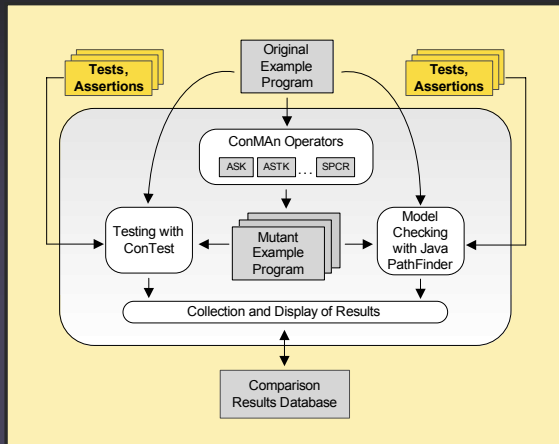 Original
Example
Program
Tests,
Assertions
Tests,
Assertions
ConMAn Operators
ASK ASTK ... SPCR
Testing with
ConTest
Mutant
Example
Program
Model
Checking
with Java
PathFinder
Collection and Display of Results
Comparison
Results Database